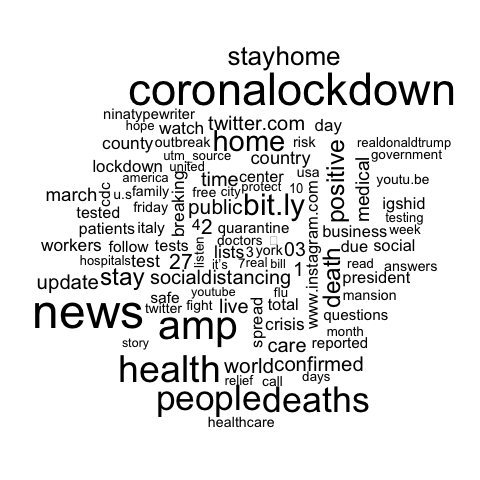 stayhome
coronalockdown
ninatypewriter
hope watch twitter.com day
county outbreak home risk realdonaldtrump
utm_source country positive medical government
lockdown united time center usa youtu.be
america breaking
cdc u.s family free city protect 10
march friday public bit.ly www.instagram.com igshid
tested 42 testing
patients italy quarantine business week
workers follow tests listen doctors 03 death due social
hospitals test 27 lists 3 york
it's 7 real bill 1 read answers
update stay socialdistancing president
safe youtube flu mansion
news twitter fight live spread total questions
amp crisis month
story care reported
health world confirmed
relief call days
people deaths
healthcare